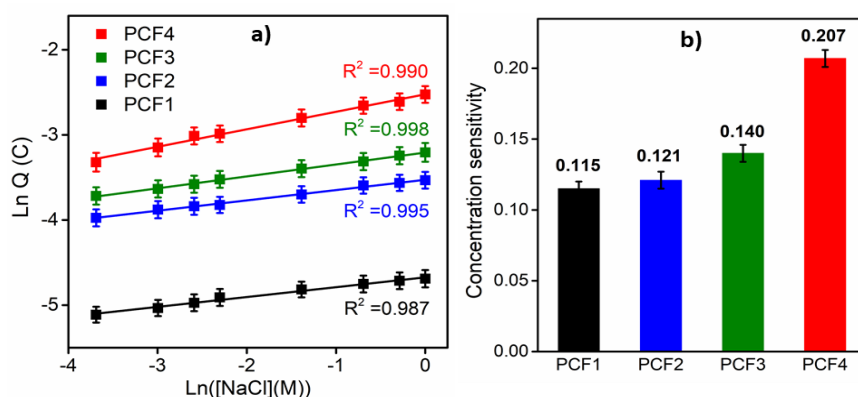 a)
PCF4
PCF3
PCF2
PCF1
R² =0.990
R² =0.998
R² =0.995
R² =0.987
Ln Q (C)
-2
-3
-4
-5
-4 -3 -2 -1 0
Ln([NaCl](M))
b)
Concentration sensitivity
0.20
0.15
0.10
0.05
0.00
0.115
0.121
0.140
0.207
PCF1 PCF2 PCF3 PCF4